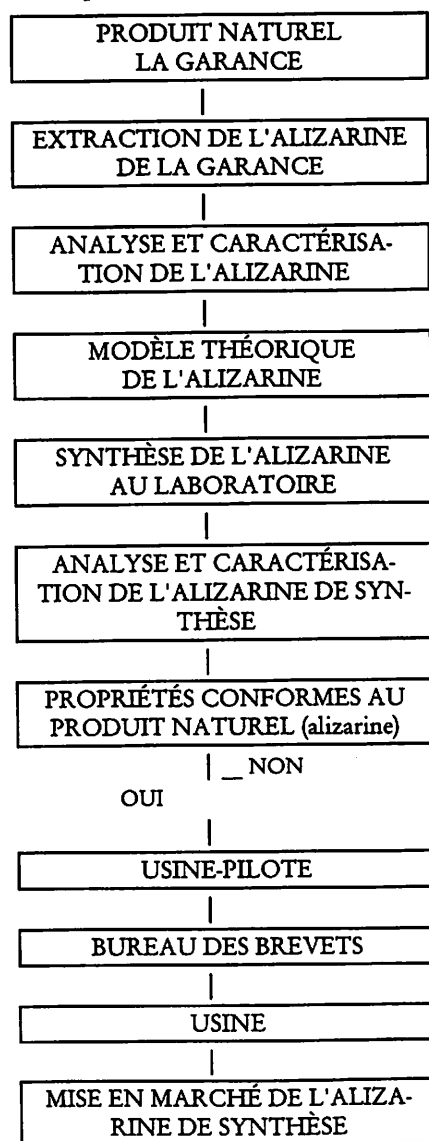 PRODUIT NATUREL
LA GARANCE
EXTRACTION DE L'ALIZARINE
DE LA GARANCE
ANALYSE ET CARACTÉRISA-
TION DE L'ALIZARINE
MODÈLE THÉORIQUE
DE L'ALIZARINE
SYNTHÈSE DE L'ALIZARINE
AU LABORATOIRE
ANALYSE ET CARACTÉRISA-
TION DE L'ALIZARINE DE SYN-
THÈSE
PROPRIÉTÉS CONFORMES AU
PRODUIT NATUREL (alizarine)
NON
OUI
USINE-PILOTE
BUREAU DES BREVETS
USINE
MISE EN MARCHÉ DE L'ALIZA-
RINE DE SYNTHÈSE